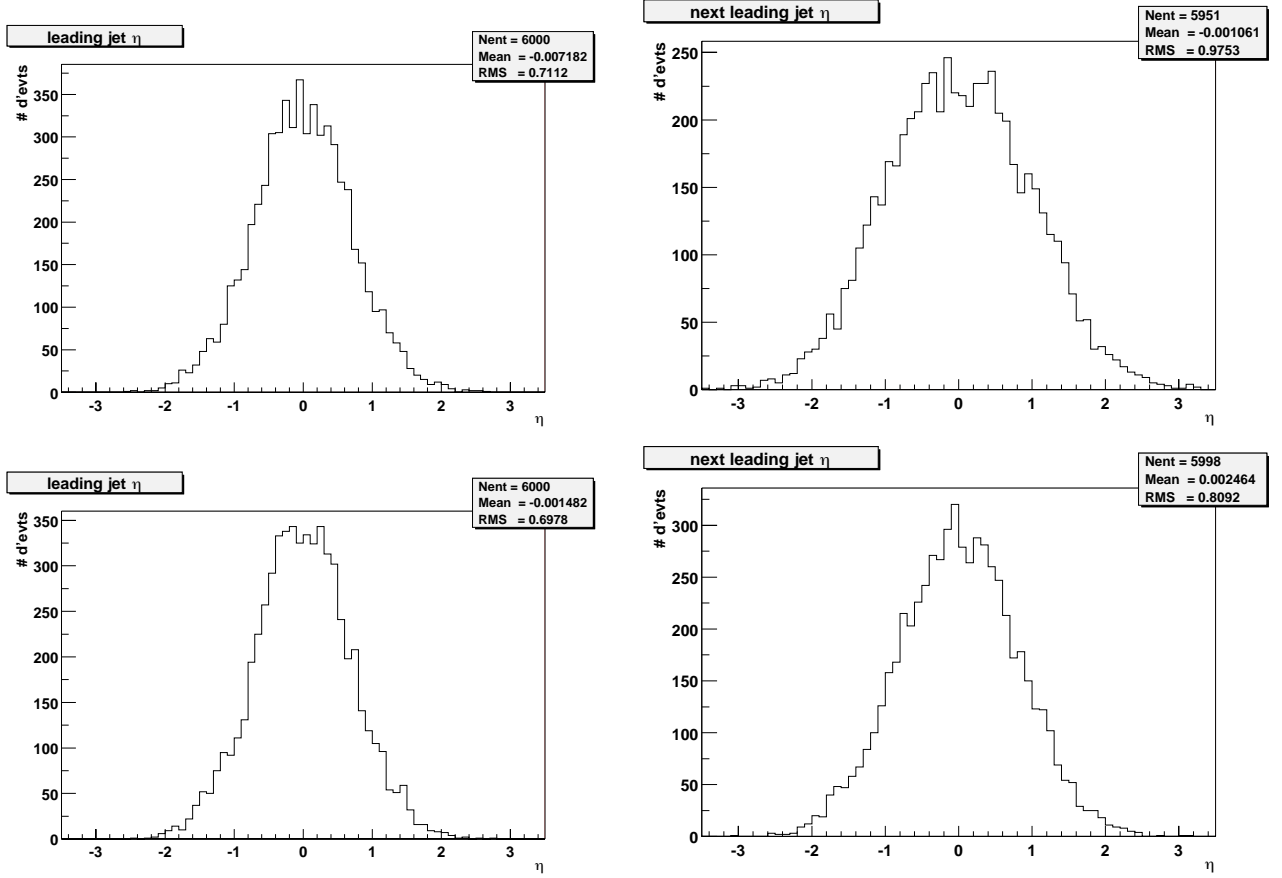 leading jet η
Nent = 6000
Mean = -0.007182
RMS = 0.7112
# d'evts
350
300
250
200
150
100
50
0
-3 -2 -1 0 1 2 3
η
next leading jet η
Nent = 5951
Mean = -0.001061
RMS = 0.9753
# d'evts
250
200
150
100
50
0
-3 -2 -1 0 1 2 3
η
leading jet η
Nent = 6000
Mean = -0.001482
RMS = 0.6978
# d'evts
350
300
250
200
150
100
50
0
-3 -2 -1 0 1 2 3
η
next leading jet η
Nent = 5998
Mean = 0.002464
RMS = 0.8092
# d'evts
300
250
200
150
100
50
0
-3 -2 -1 0 1 2 3
η